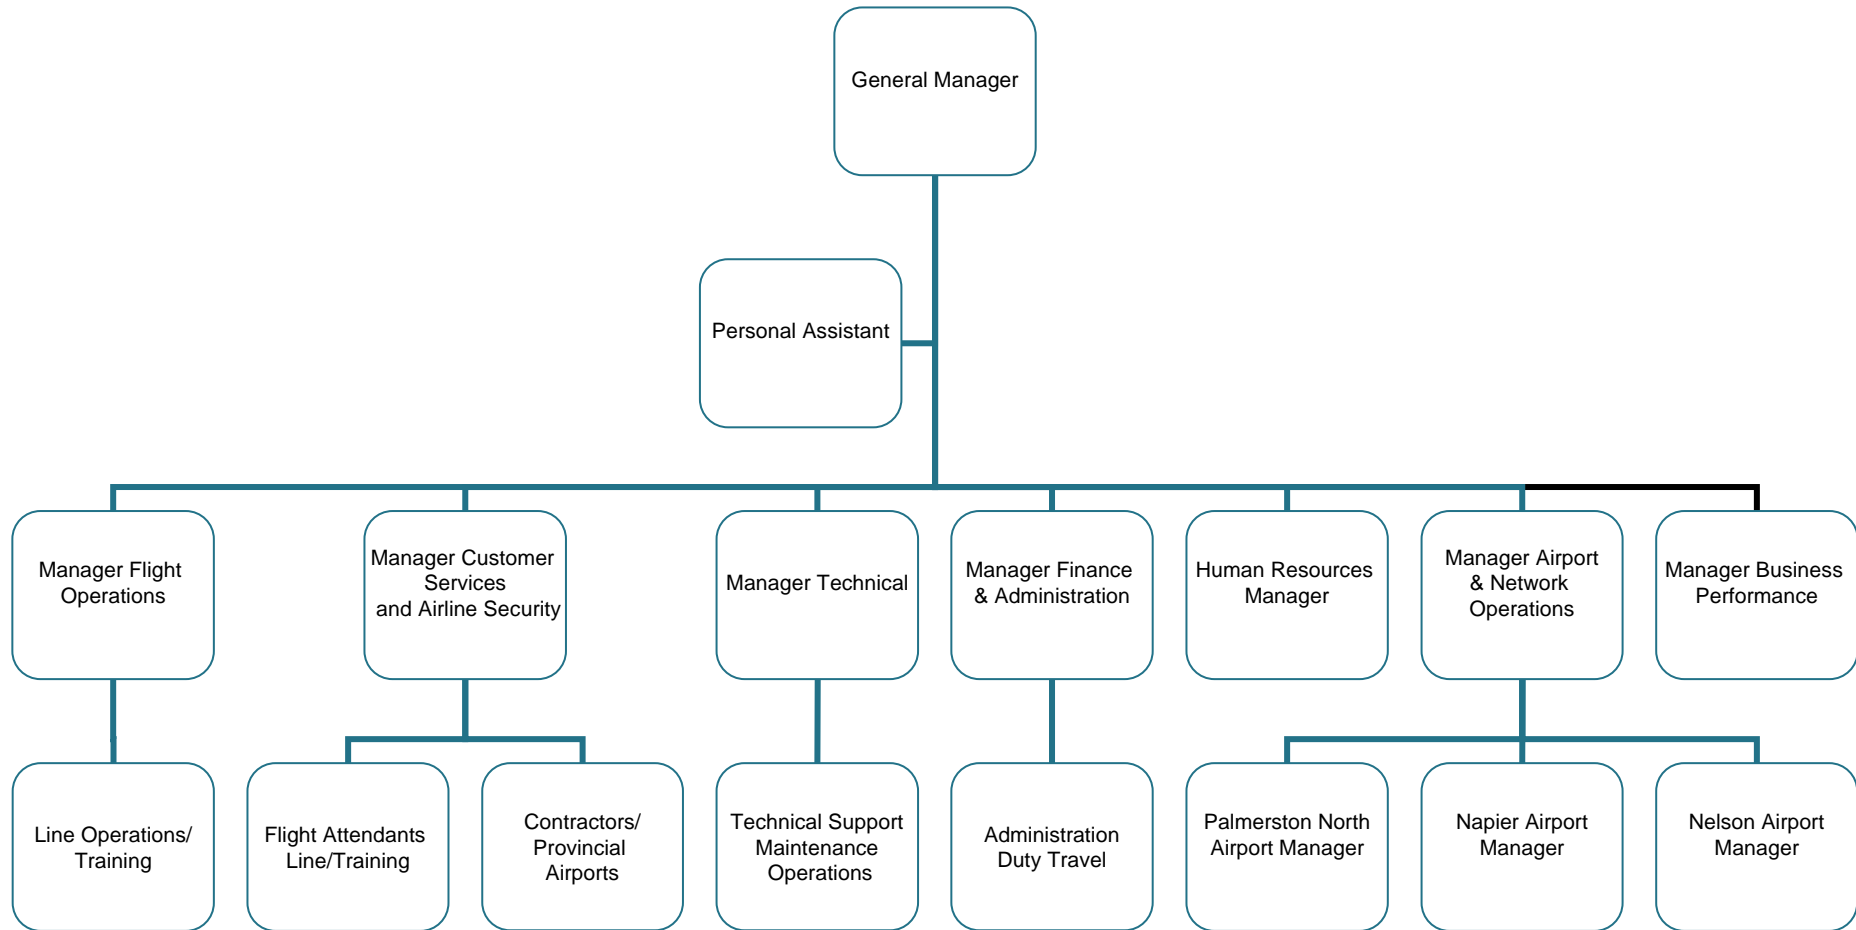 General Manager
Personal Assistant
Manager Flight
Operations
Manager Customer
Services
and Airline Security
Manager Technical
Manager Finance
& Administration
Human Resources
Manager
Manager Airport
& Network
Operations
Manager Business
Performance
Line Operations/
Training
Flight Attendants
Line/Training
Contractors/
Provincial
Airports
Technical Support
Maintenance
Operations
Administration
Duty Travel
Palmerston North
Airport Manager
Napier Airport
Manager
Nelson Airport
Manager